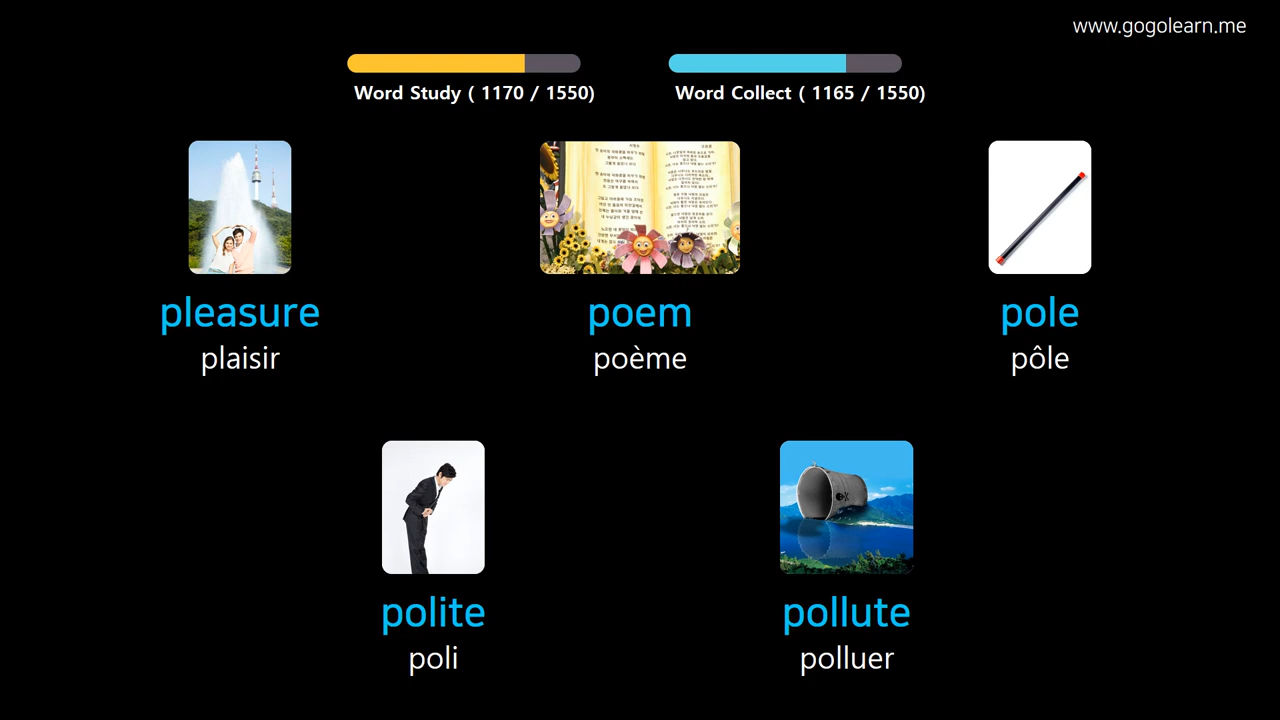 www.gogolearn.me
Word Study ( 1170 / 1550)
Word Collect ( 1165 / 1550)
pleasure
plaisir
poem
poème
pole
pôle
polite
poli
pollute
polluer